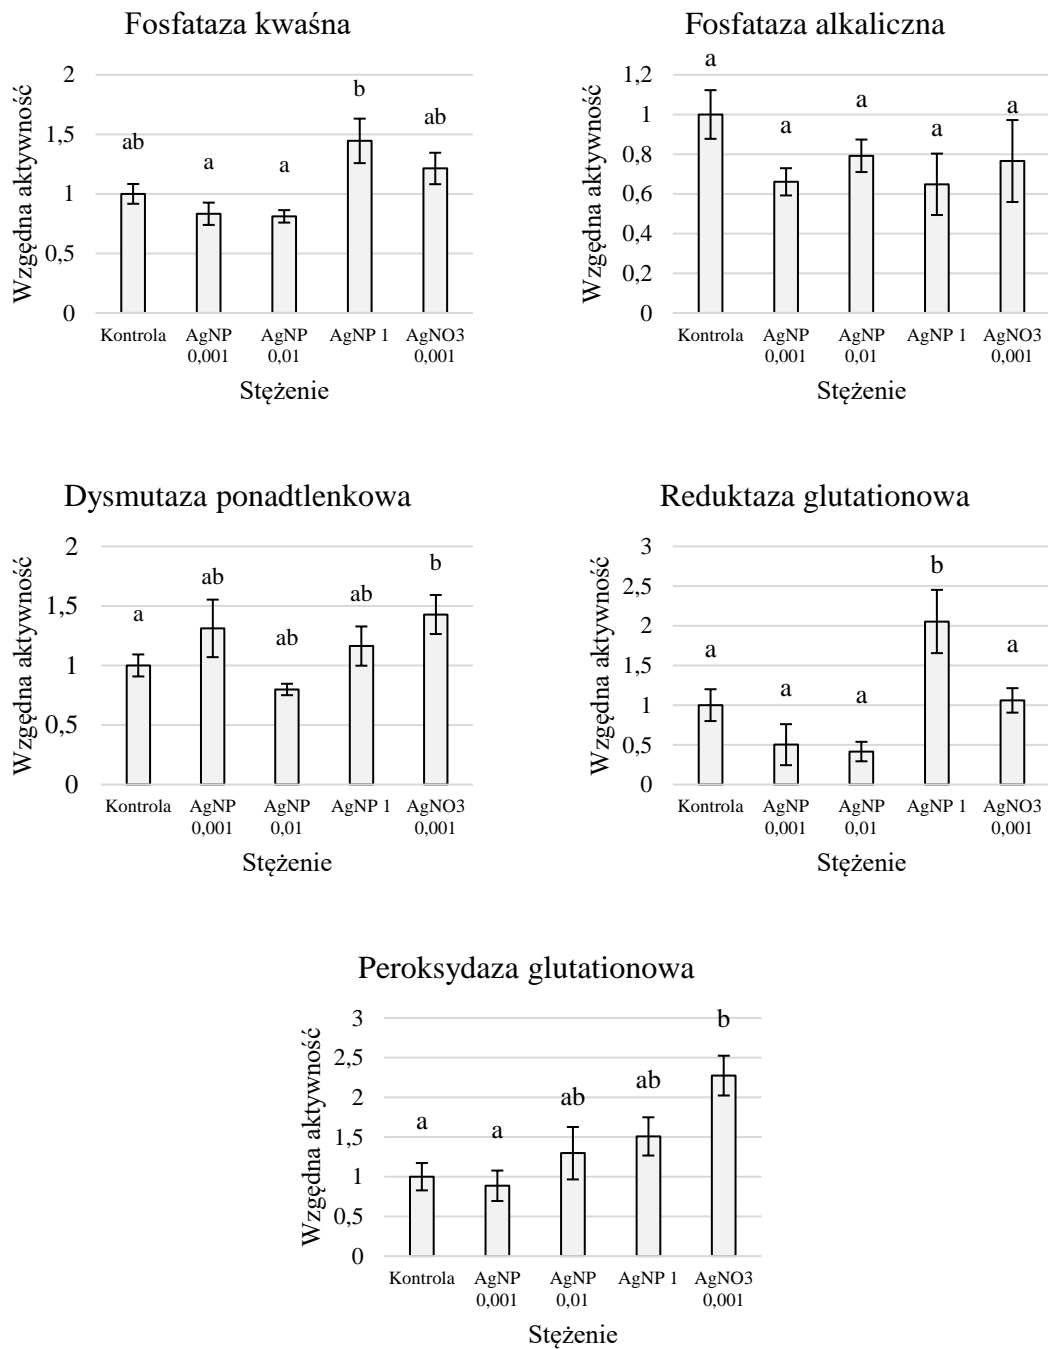 Fosfataza kwaśna
Względna aktywność
2
1,5
1
0,5
0
ab
a
a
b
ab
Kontrola
AgNP 0,001
AgNP 0,01
AgNP 1
AgNO3 0,001
Stężenie
Fosfataza alkaliczna
Względna aktywność
1,2
1
0,8
0,6
0,4
0,2
0
a
a
a
a
a
Kontrola
AgNP 0,001
AgNP 0,01
AgNP 1
AgNO3 0,001
Stężenie
Dysmutaza ponadtlenkowa
Względna aktywność
2
1,5
1
0,5
0
a
ab
ab
ab
b
Kontrola
AgNP 0,001
AgNP 0,01
AgNP 1
AgNO3 0,001
Stężenie
Reduktaza glutationowa
Względna aktywność
3
2,5
2
1,5
1
0,5
0
a
a
a
b
a
Kontrola
AgNP 0,001
AgNP 0,01
AgNP 1
AgNO3 0,001
Stężenie
Peroksydaza glutationowa
Względna aktywność
3
2,5
2
1,5
1
0,5
0
a
a
ab
ab
b
Kontrola
AgNP 0,001
AgNP 0,01
AgNP 1
AgNO3 0,001
Stężenie